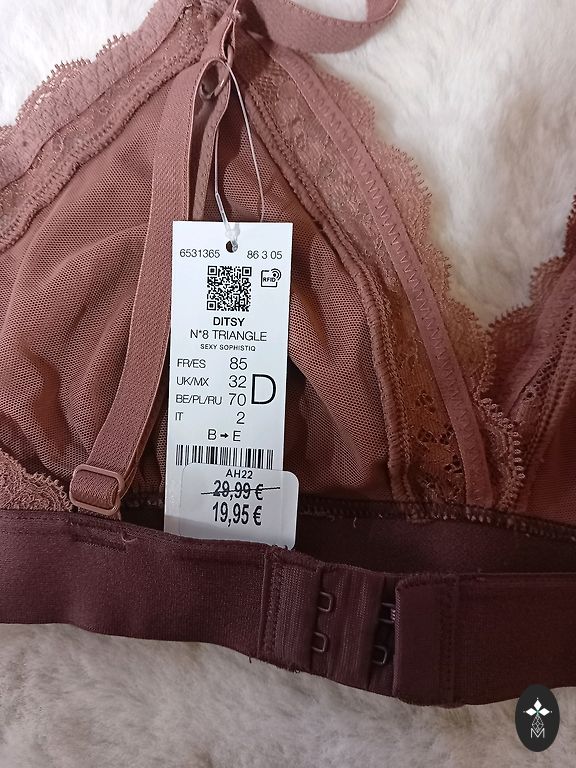 6531365 86 3 05
RFID
DITSY
N°8 TRIANGLE
SEXY SOPHISTIQ
FR/ES 85
UK/MX 32 D
BE/PL/RU 70
IT 2
B → E
AH22
29,99 €
19,95 €
M